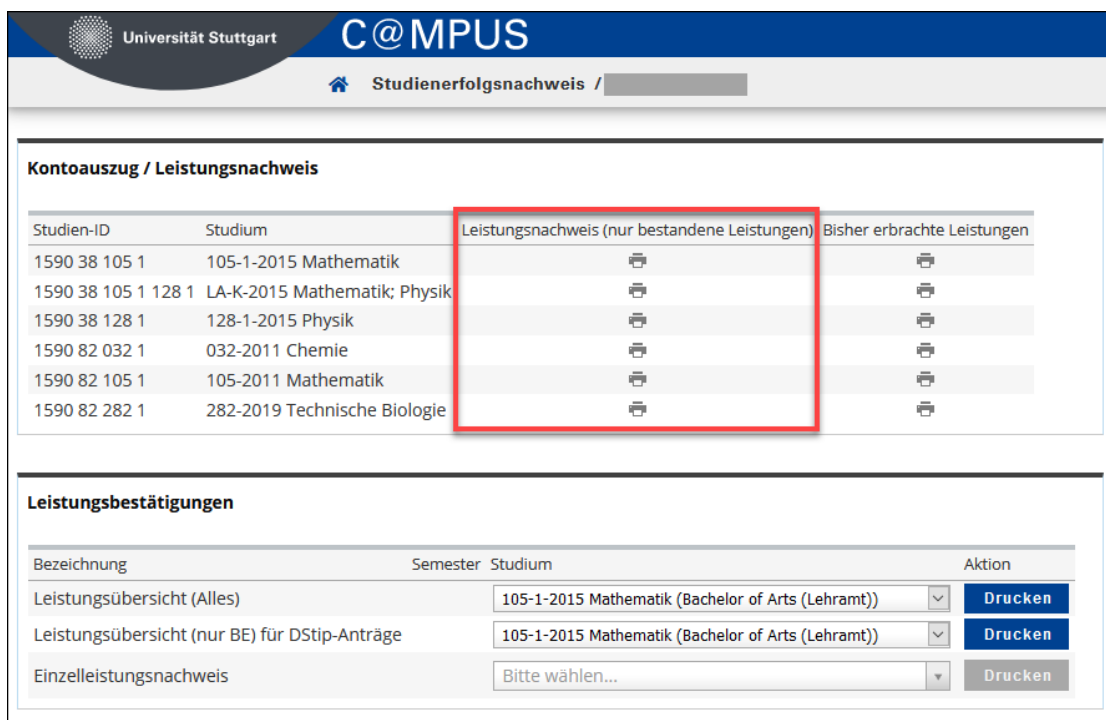 Universität Stuttgart C@MPUS
Studienerfolgsnachweis /
Kontoauszug / Leistungsnachweis
Studien-ID Studium Leistungsnachweis (nur bestandene Leistungen) Bisher erbrachte Leistungen
1590 38 105 1 105-1-2015 Mathematik
1590 38 105 1 128 1 LA-K-2015 Mathematik; Physik
1590 38 128 1 128-1-2015 Physik
1590 82 032 1 032-2011 Chemie
1590 82 105 1 105-2011 Mathematik
1590 82 282 1 282-2019 Technische Biologie
Leistungsbestätigungen
Bezeichnung Semester Studium Aktion
Leistungsübersicht (Alles) 105-1-2015 Mathematik (Bachelor of Arts (Lehramt)) Drucken
Leistungsübersicht (nur BE) für DStip-Anträge 105-1-2015 Mathematik (Bachelor of Arts (Lehramt)) Drucken
Einzelleistungsnachweis Bitte wählen... Drucken